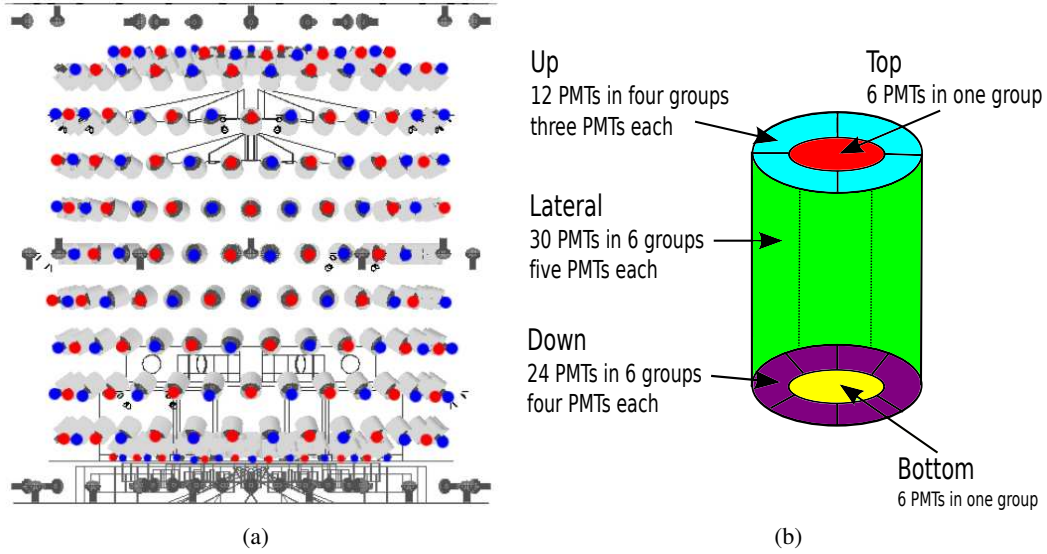 Up
12 PMTs in four groups
three PMTs each
Top
6 PMTs in one group
Lateral
30 PMTs in 6 groups
five PMTs each
Down
24 PMTs in 6 groups
four PMTs each
Bottom
6 PMTs in one group
(a)
(b)